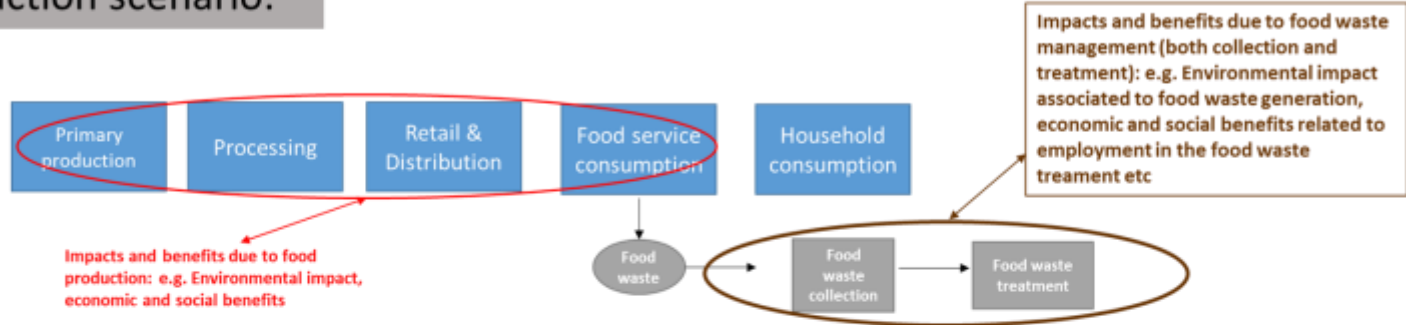 ction scenario:
Impacts and benefits due to food waste
management (both collection and
treatment): e.g. Environmental impact
associated to food waste generation,
economic and social benefits related to
employment in the food waste
treament etc
Primary
production
Processing
Retail &
Distribution
Food service
consumption
Household
consumption
Impacts and benefits due to food
production: e.g. Environmental impact,
economic and social benefits
Food
waste
Food
waste
collection
Food waste
treatment